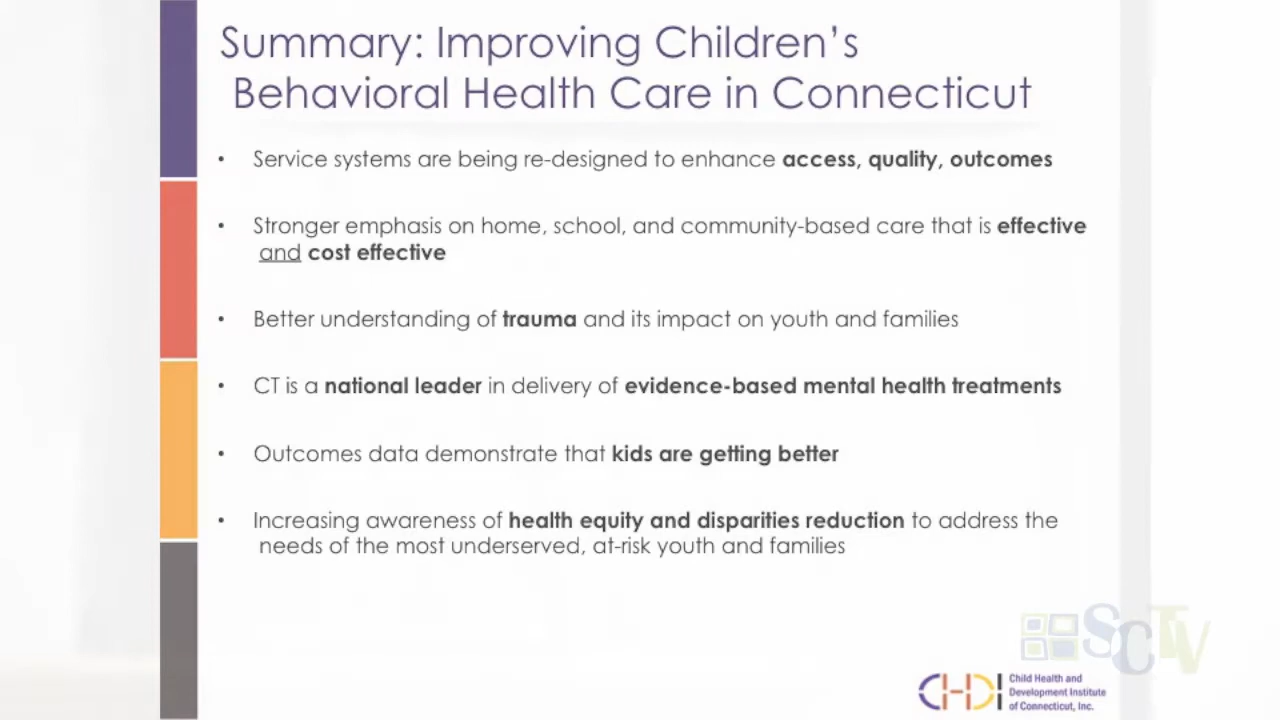 Summary: Improving Children's
Behavioral Health Care in Connecticut
• Service systems are being re-designed to enhance access, quality, outcomes
• Stronger emphasis on home, school, and community-based care that is effective
and cost effective
• Better understanding of trauma and its impact on youth and families
• CT is a national leader in delivery of evidence-based mental health treatments
• Outcomes data demonstrate that kids are getting better
• Increasing awareness of health equity and disparities reduction to address the
needs of the most underserved, at-risk youth and families
SCTV
CHDI
Child Health and
Development Institute
of Connecticut, Inc.